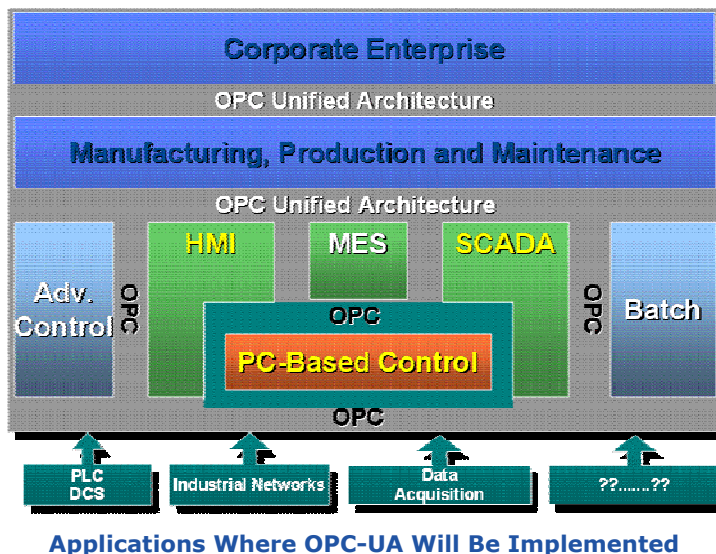 Corporate Enterprise
OPC Unified Architecture
Manufacturing, Production and Maintenance
OPC Unified Architecture
HMI
MES
SCADA
Adv.
Control
OPC
OPC
Batch
OPC
PC-Based Control
OPC
PLC
DCS
Industrial Networks
Data
Acquisition
??.......??
Applications Where OPC-UA Will Be Implemented